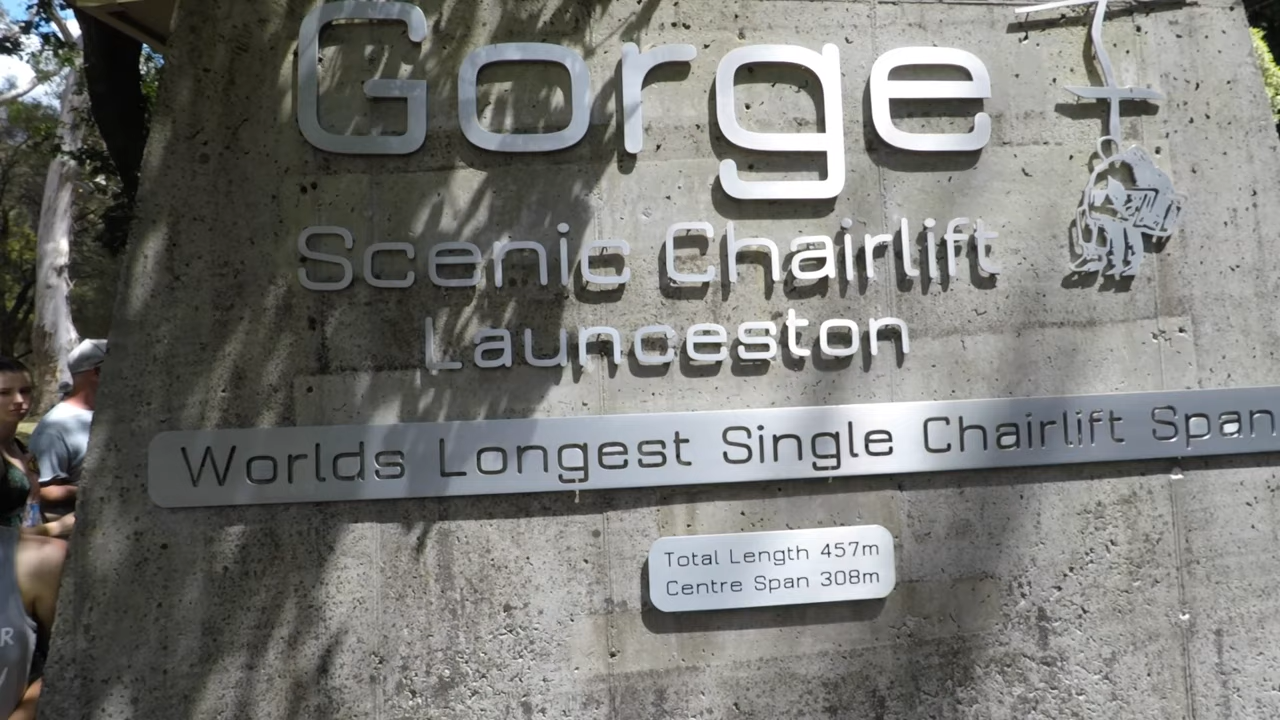 Gorge
Scenic Chairlift
Launceston
Worlds Longest Single Chairlift Span
Total Length 457m
Centre Span 308m